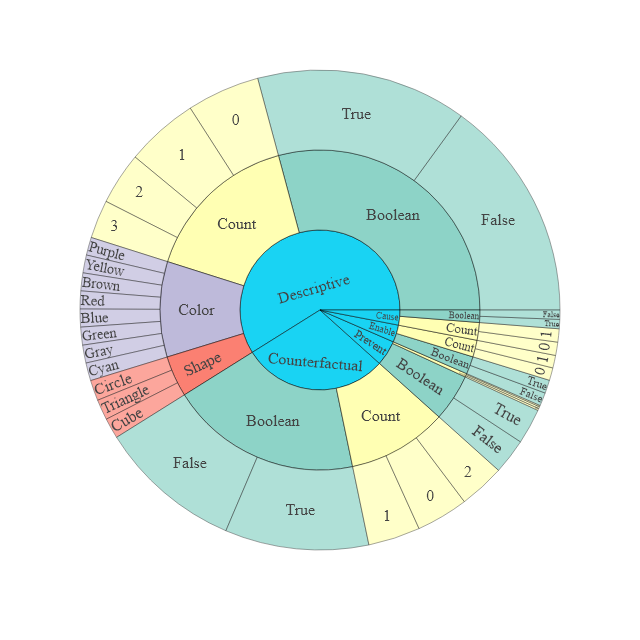 Descriptive
Counterfactual
Prevent
Enable
Cause
Boolean
Count
Color
Shape
Boolean
Count
Boolean
Boolean
Count
Count
Boolean
False
True
0
1
2
3
Purple
Yellow
Brown
Red
Blue
Green
Gray
Cyan
Circle
Triangle
Cube
False
True
1
0
2
False
True
False
True
0
1
0
1
True
False